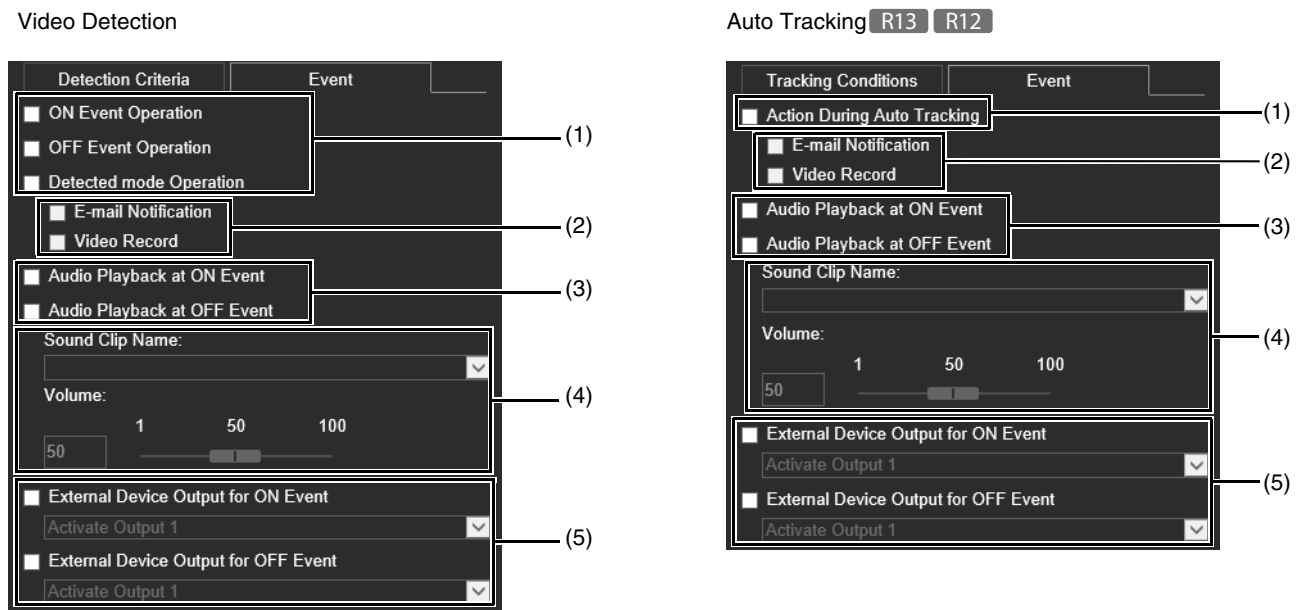 Video Detection
Detection Criteria
Event
ON Event Operation
OFF Event Operation
Detected mode Operation
(1)
E-mail Notification
Video Record
(2)
Audio Playback at ON Event
Audio Playback at OFF Event
(3)
Sound Clip Name:
Volume:
1 50 100
50
(4)
External Device Output for ON Event
Activate Output 1
External Device Output for OFF Event
Activate Output 1
(5)
Auto Tracking R13 R12
Tracking Conditions
Event
Action During Auto Tracking
(1)
E-mail Notification
Video Record
(2)
Audio Playback at ON Event
Audio Playback at OFF Event
(3)
Sound Clip Name:
Volume:
1 50 100
50
(4)
External Device Output for ON Event
Activate Output 1
External Device Output for OFF Event
Activate Output 1
(5)